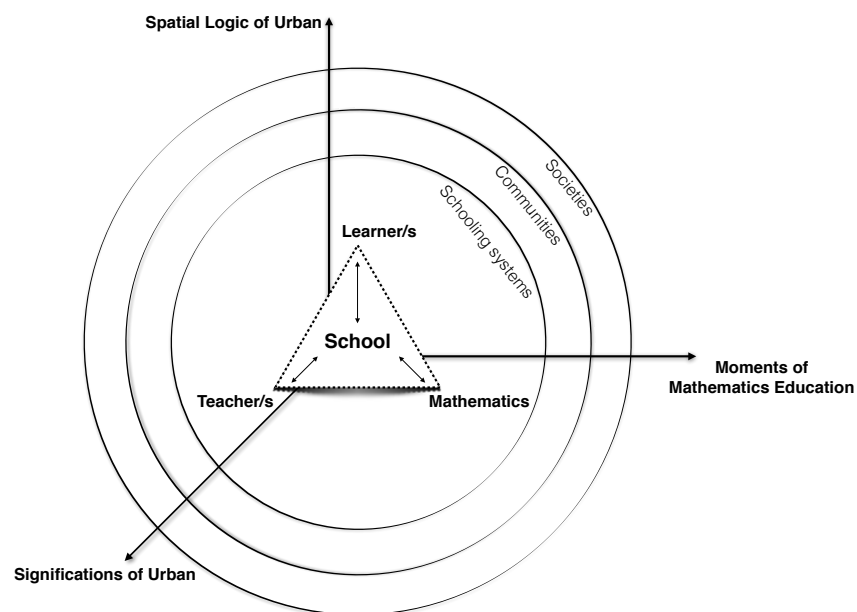 Spatial Logic of Urban
Societies
Communities
Schooling systems
Learner/s
School
Teacher/s
Mathematics
Moments of
Mathematics Education
Significations of Urban